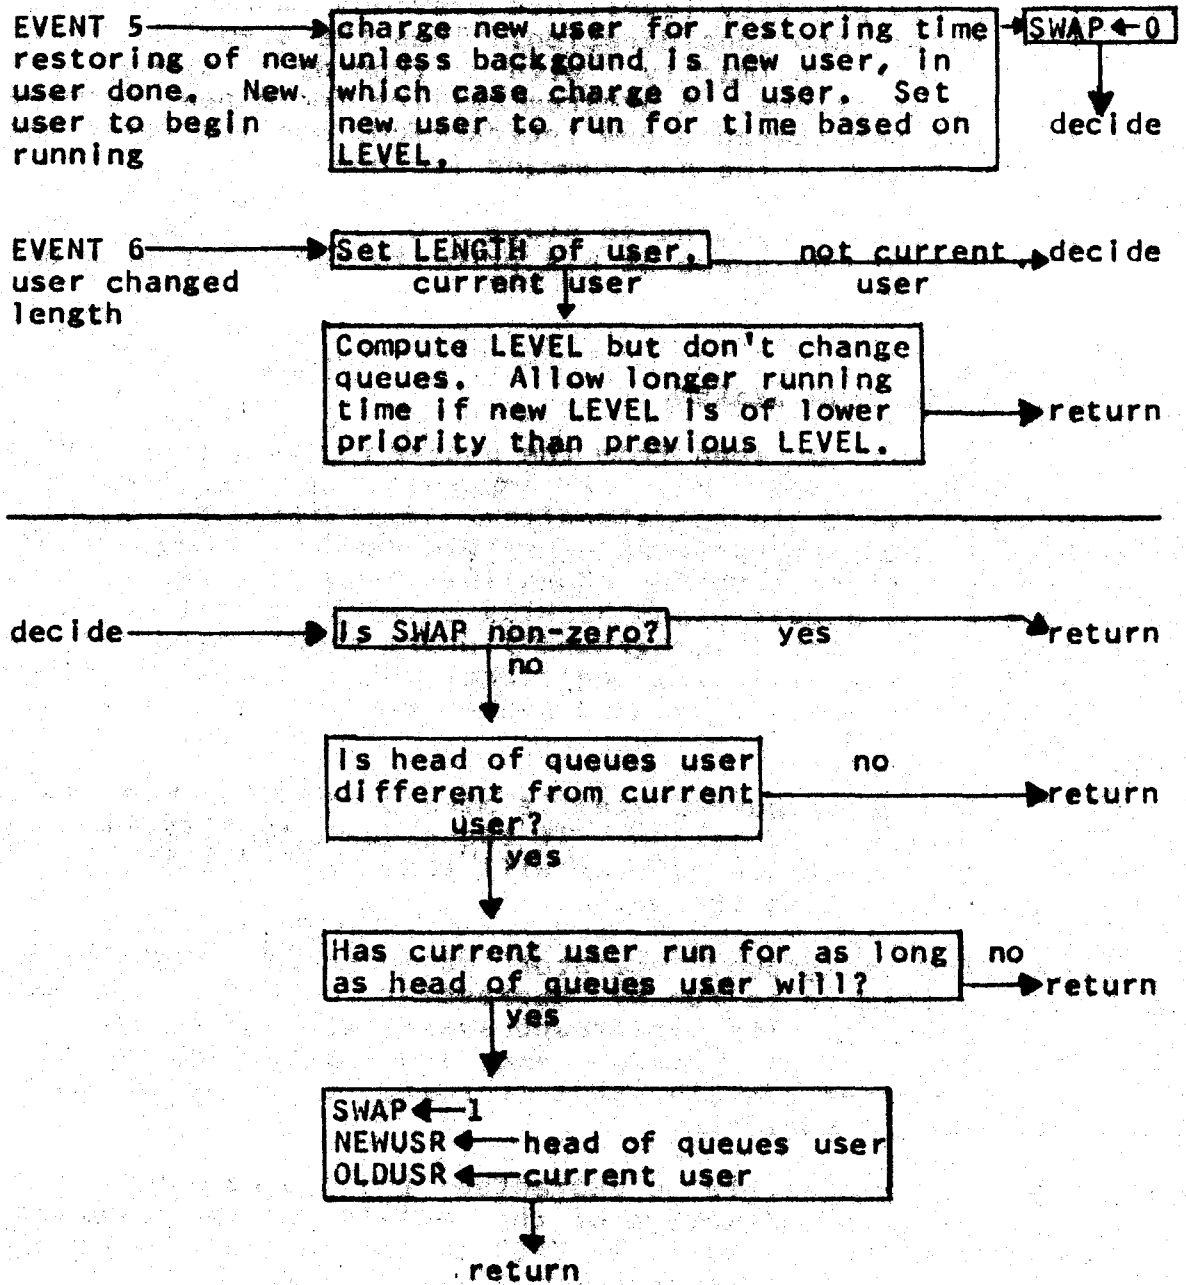 EVENT 5
restoring of new
user done. New
user to begin
running
charge new user for restoring time
unless backgound is new user, in
which case charge old user. Set
new user to run for time based on
LEVEL.
SWAP←0
decide
EVENT 6
user changed
length
Set LENGTH of user.
not current
user
decide
current user
Compute LEVEL but don't change
queues. Allow longer running
time if new LEVEL is of lower
priority than previous LEVEL.
return
decide
Is SWAP non-zero?
yes
return
no
Is head of queues user
different from current
user?
no
return
yes
Has current user run for as long
as head of queues user will?
no
return
yes
SWAP←1
NEWUSR←head of queues user
OLDUSR←current user
return